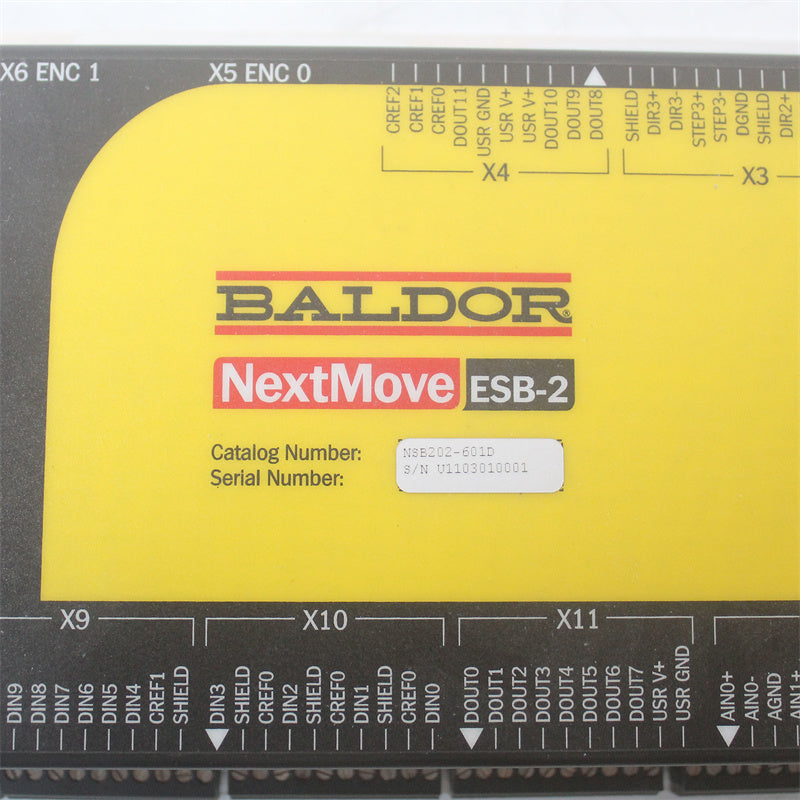 X6 ENC 1
X5 ENC 0
CREF2
CREF1
CREF0
DOUT11
USR GND
USR V+
USR V+
DOUT10
DOUT9
DOUT8
SHIELD
DIR3+
DIR3-
STEP3+
STEP3-
DGND
SHIELD
DIR2+
X4
X3
BALDOR®
NextMove ESB-2
Catalog Number: NSB202-601D
Serial Number: S/N U1103010001
X9
X10
X11
DIN9
DIN8
DIN7
DIN6
DIN5
DIN4
CREF1
SHIELD
DIN3
SHIELD
CREF0
DIN2
SHIELD
CREF0
DIN1
SHIELD
CREF0
DIN0
DOUT0
DOUT1
DOUT2
DOUT3
DOUT4
DOUT5
DOUT6
DOUT7
USR V+
USR GND
AIN0+
AIN0-
AGND
AIN1+